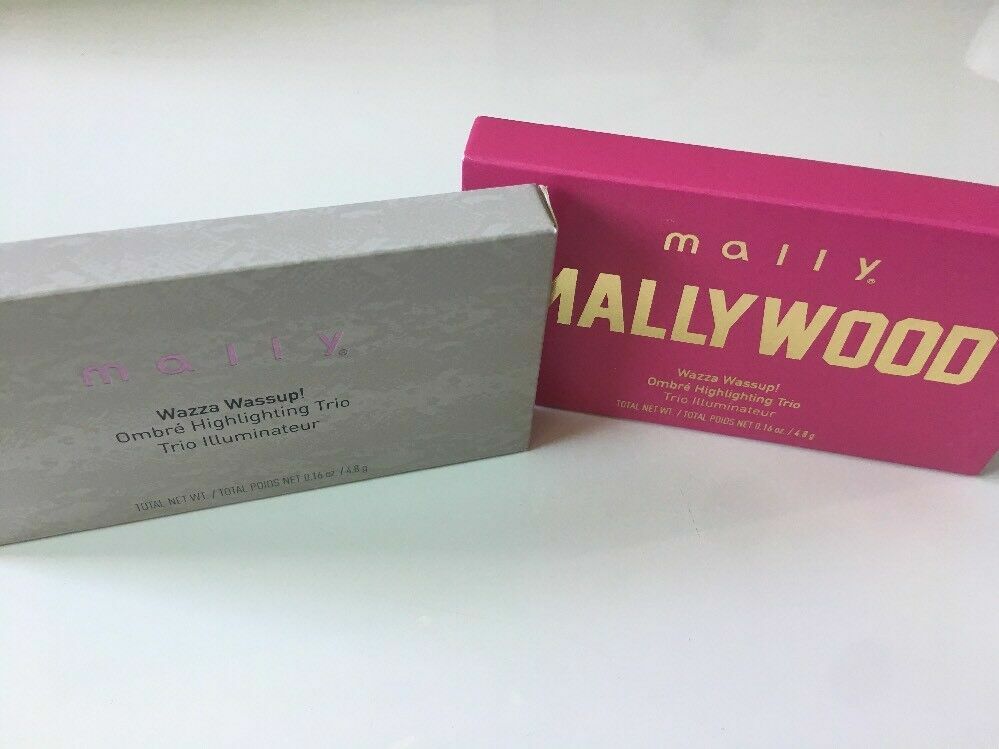 mally®
Wazza Wassup!
Ombré Highlighting Trio
Trio Illuminateur
TOTAL NET WT. / TOTAL POIDS NET 0.16 oz. / 4.8 g
mally®
MALLYWOOD
Wazza Wassup!
Ombré Highlighting Trio
Trio Illuminateur
TOTAL NET WT. / TOTAL POIDS NET 0.16 oz. / 4.8 g